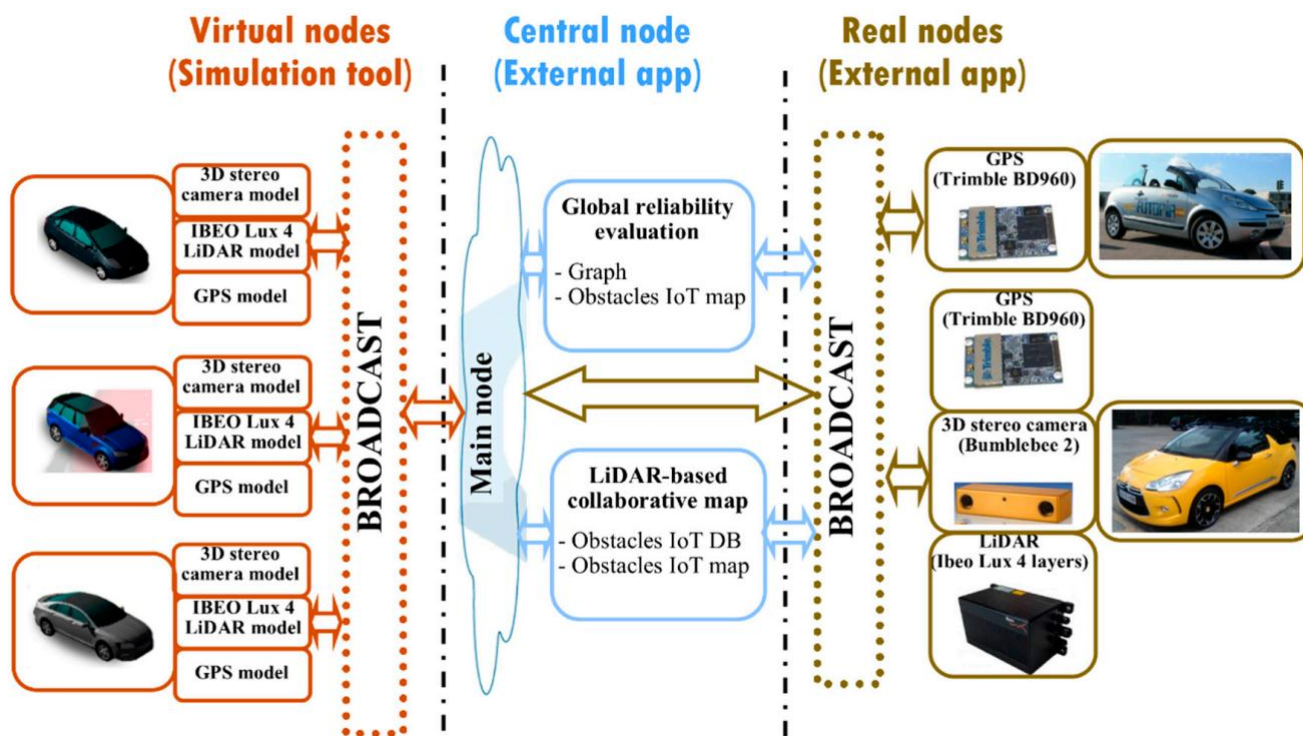 Virtual nodes
(Simulation tool)
Central node
(External app)
Real nodes
(External app)
3D stereo
camera model
IBEO Lux 4
LiDAR model
GPS model
3D stereo
camera model
IBEO Lux 4
LiDAR model
GPS model
3D stereo
camera model
IBEO Lux 4
LiDAR model
GPS model
BROADCAST
Main node
Global reliability
evaluation
- Graph
- Obstacles IoT map
LiDAR-based
collaborative map
- Obstacles IoT DB
- Obstacles IoT map
BROADCAST
GPS
(Trimble BD960)
Trimble
AUTOPIA
GPS
(Trimble BD960)
Trimble
3D stereo camera
(Bumblebee 2)
LiDAR
(Ibeo Lux 4 layers)